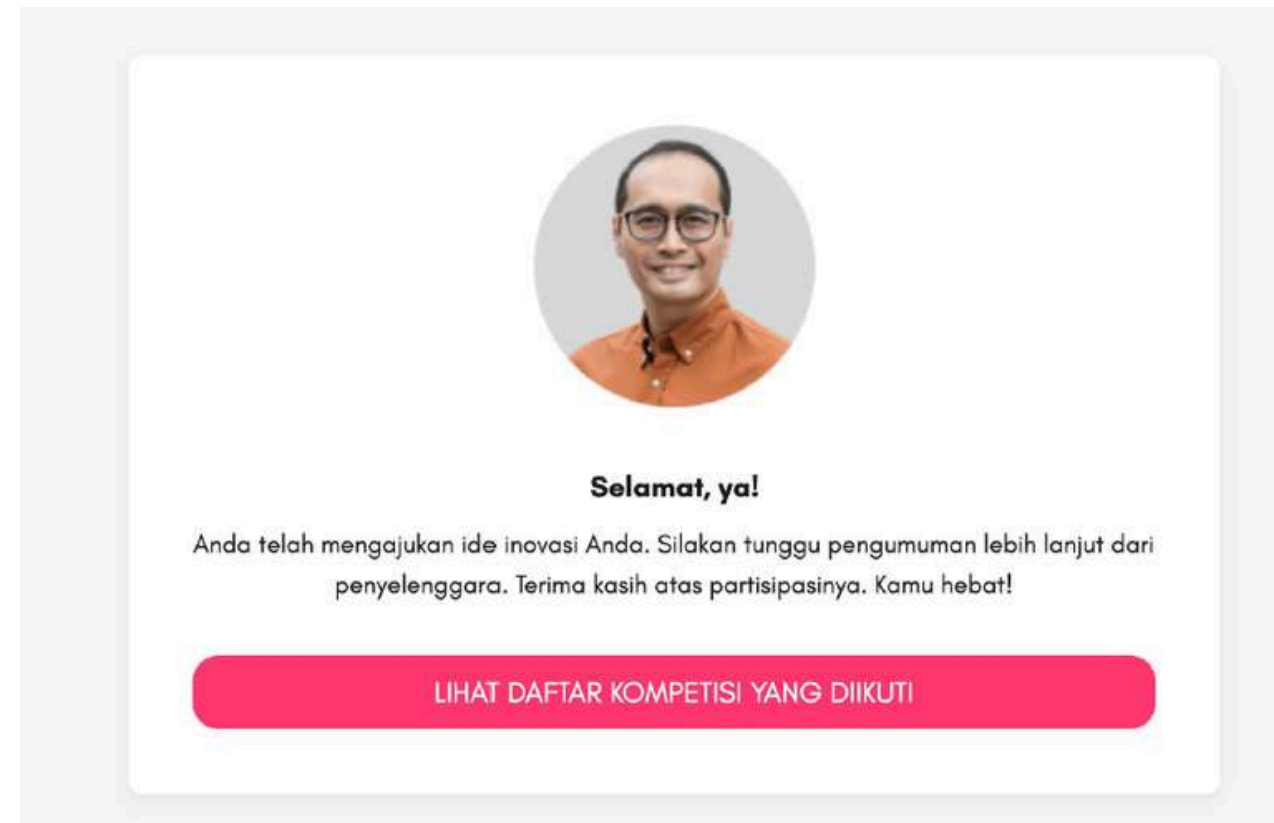 Selamat, ya!
Anda telah mengajukan ide inovasi Anda. Silakan tunggu pengumuman lebih lanjut dari
penyelenggara. Terima kasih atas partisipasinya. Kamu hebat!
LIHAT DAFTAR KOMPETISI YANG DIIKUTI